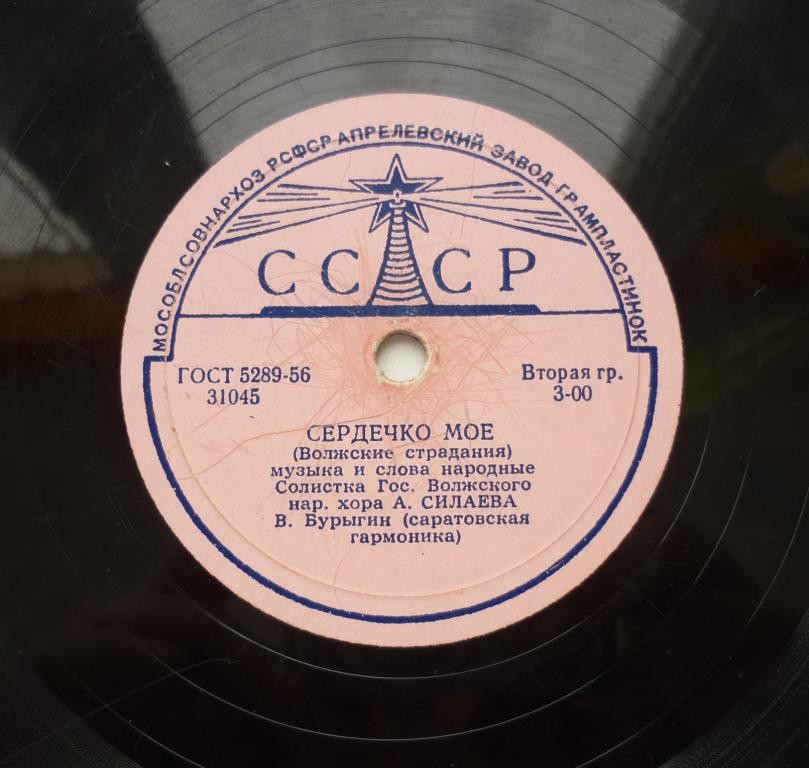 МОСОБЛСОВНАРХОЗ РСФСР АПРЕЛЕВСКИЙ ЗАВОД ГРАМПЛАСТИНОК
СССР
ГОСТ 5289-56
31045
Вторая гр.
3-00
СЕРДЕЧКО МОЕ
(Волжские страдания)
музыка и слова народные
Солистка Гос. Волжского
нар. хора А. СИЛАЕВА
В. Бурыгин (саратовская
гармоника)